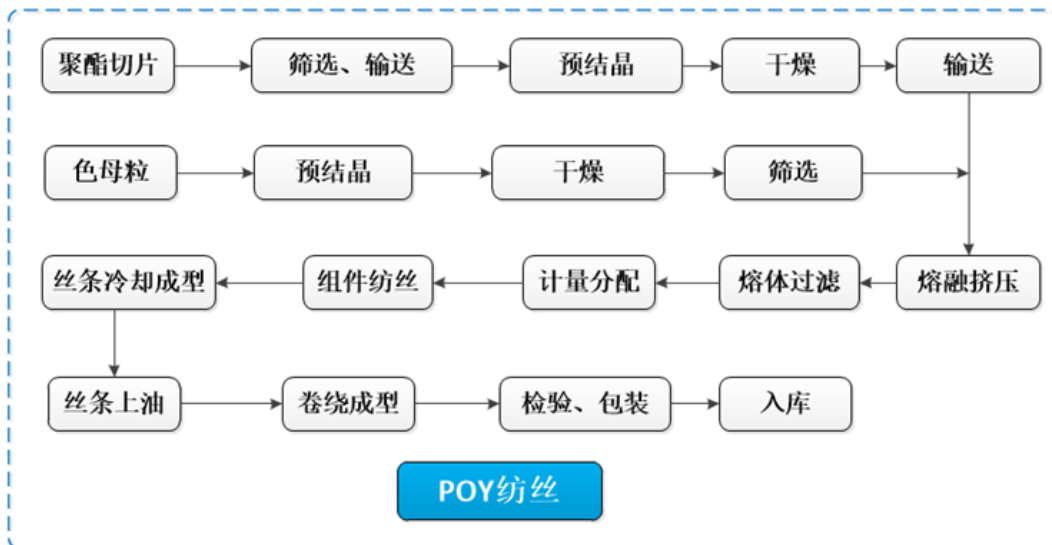 聚酯切片 筛选、输送 预结晶 干燥 输送
色母粒 预结晶 干燥 筛选
丝条冷却成型 组件纺丝 计量分配 熔体过滤 熔融挤压
丝条上油 卷绕成型 检验、包装 入库
POY纺丝